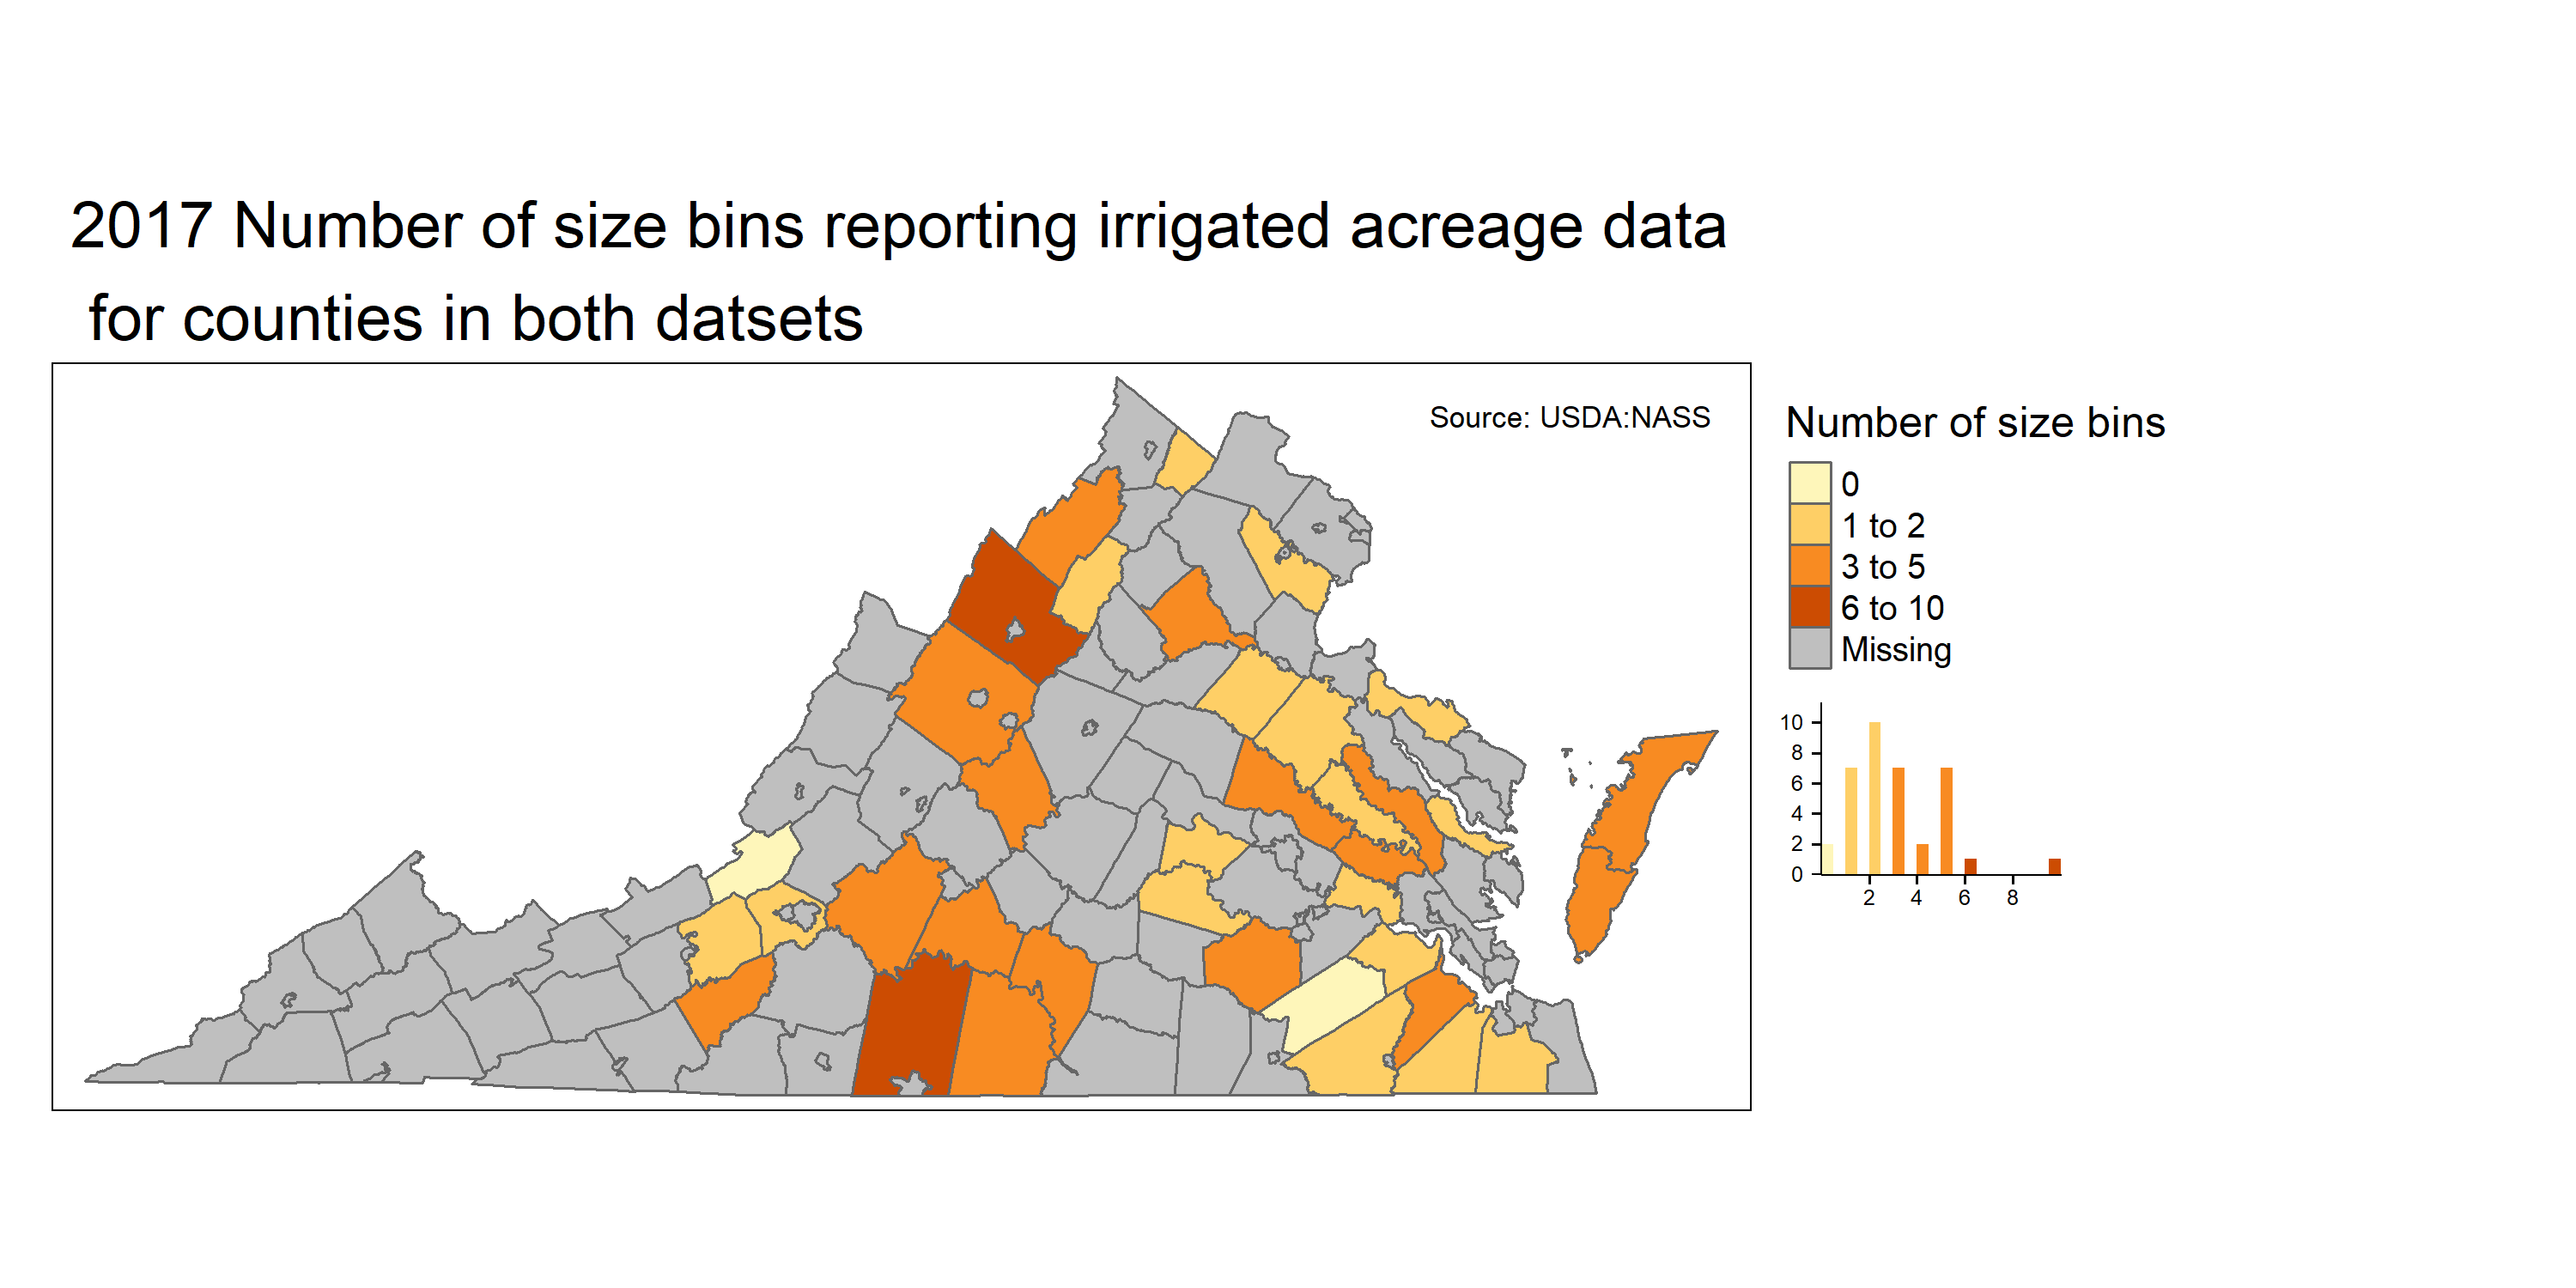 2017 Number of size bins reporting irrigated acreage data
for counties in both datsets
Source: USDA:NASS
Number of size bins
0
1 to 2
3 to 5
6 to 10
Missing
10
8
6
4
2
0
2 4 6 8